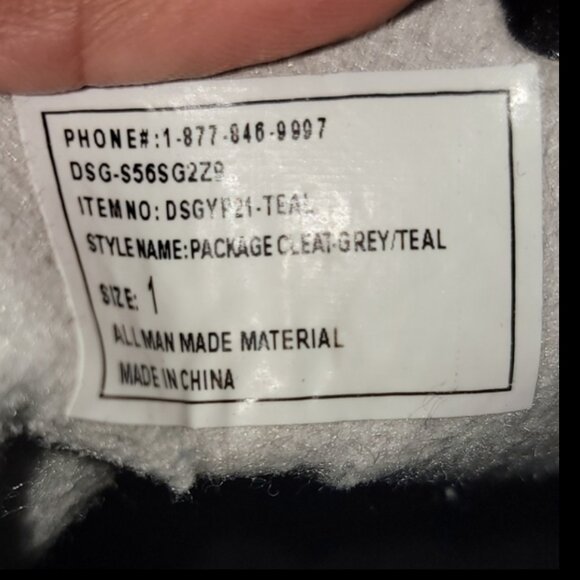 PHONE#:1-877-846-9997
DSG-S56SG2Z9
ITEM NO: DSGYP21-TEAL
STYLE NAME:PACKAGE CLEAT-GREY/TEAL
SIZE: 1
ALL MAN MADE MATERIAL
MADE IN CHINA